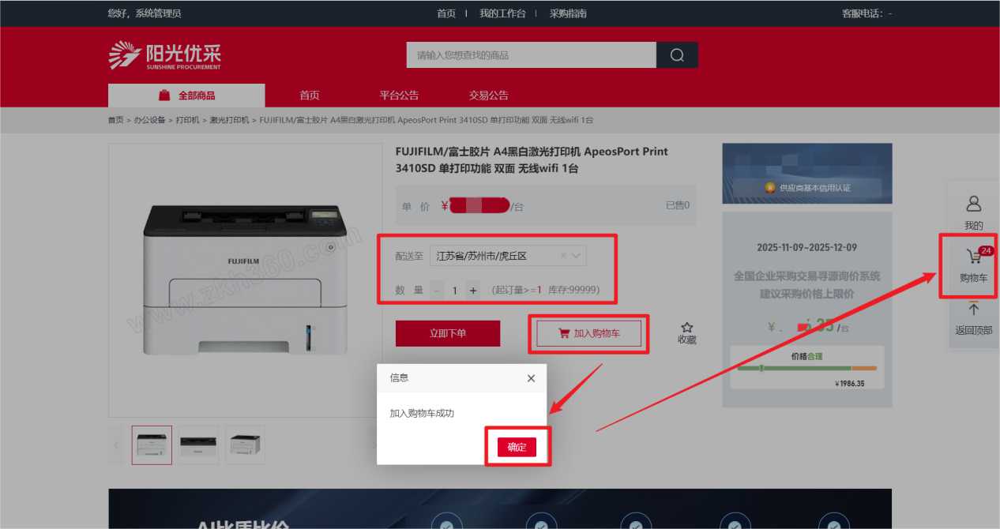 您好，系统管理员
首页 | 我的工作台 | 采购指南
客服电话：-
阳光优采
SUNSHINE PROCUREMENT
请输入您想查找的商品
全部商品 首页 平台公告 交易公告
首页 > 办公设备 > 打印机 > 激光打印机 > FUJIFILM/富士胶片 A4黑白激光打印机 ApeosPort Print 3410SD 单打印功能 双面 无线wifi 1台
FUJIFILM
www.zkh360.com
FUJIFILM/富士胶片 A4黑白激光打印机 ApeosPort Print
3410SD 单打印功能 双面 无线wifi 1台
单 价 ¥ /台 已售0
配送至 江苏省/苏州市/虎丘区
数 量 - 1 + (起订量>=1 库存:99999)
立即下单
加入购物车
收藏
信息
加入购物车成功
确定
供应商基本信用认证
2025-11-09~2025-12-09
全国企业采购交易寻源询价系统
建议采购价格上限价
¥ .35 /台
价格合理
¥1986.35
我的
24
购物车
返回顶部
AI比质比价